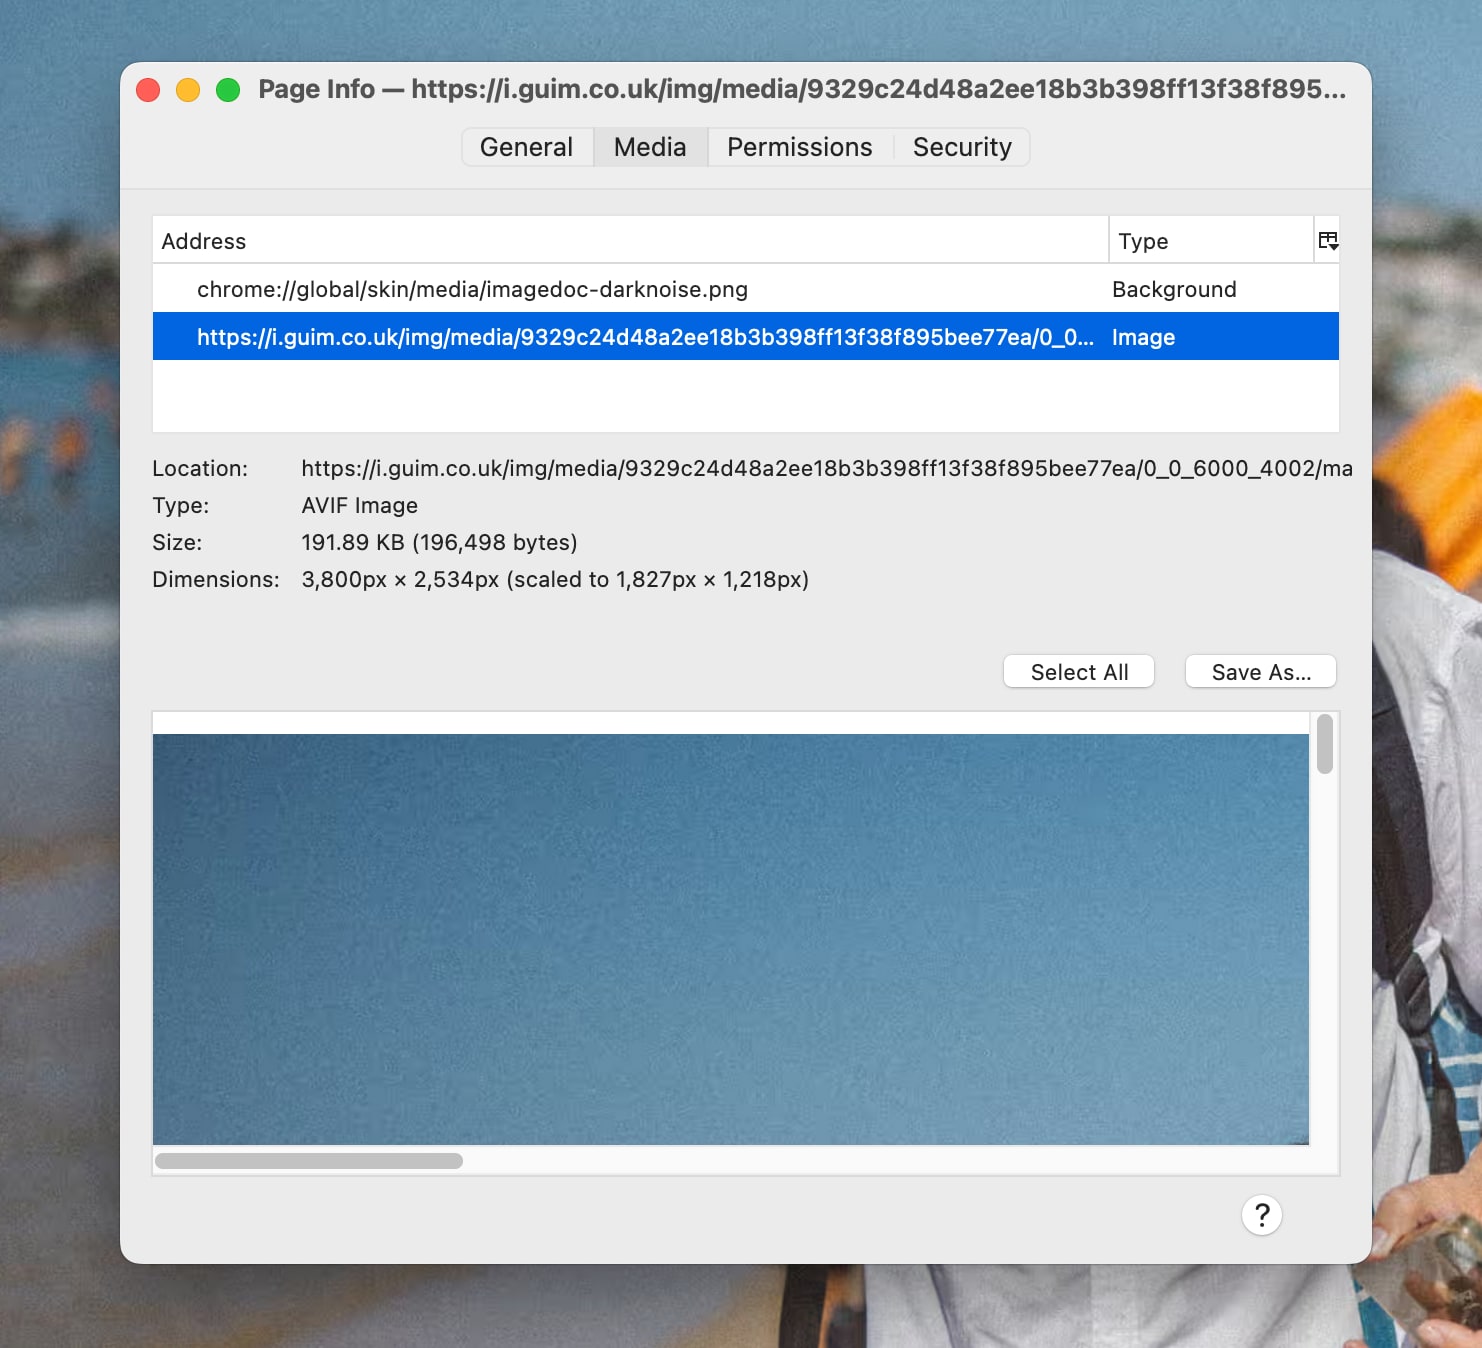 Page Info — https://i.guim.co.uk/img/media/9329c24d48a2ee18b3b398ff13f38f895...
General Media Permissions Security
Address Type
chrome://global/skin/media/imagedoc-darknoise.png Background
https://i.guim.co.uk/img/media/9329c24d48a2ee18b3b398ff13f38f895bee77ea/0_0... Image
Location: https://i.guim.co.uk/img/media/9329c24d48a2ee18b3b398ff13f38f895bee77ea/0_0_6000_4002/ma
Type: AVIF Image
Size: 191.89 KB (196,498 bytes)
Dimensions: 3,800px × 2,534px (scaled to 1,827px × 1,218px)
Select All Save As...
?